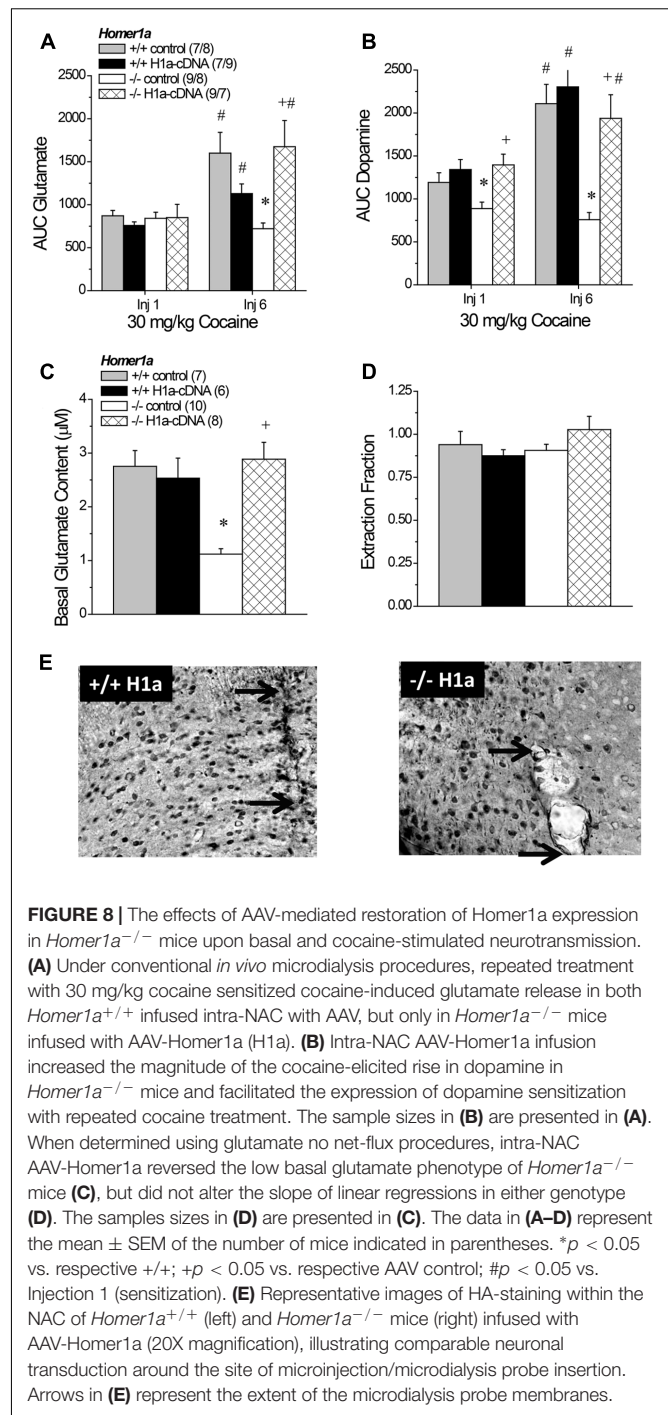 A
Homer1a
+/+ control (7/8)
+/+ H1a-cDNA (7/9)
-/- control (9/8)
-/- H1a-cDNA (9/7)
AUC Glutamate
2500
2000
1500
1000
750
500
250
0
#
#
*
+#
Inj 1
Inj 6
30 mg/kg Cocaine
B
AUC Dopamine
2500
2000
1500
1250
1000
750
500
250
0
*
+
#
#
*
+ #
Inj 1
Inj 6
30 mg/kg Cocaine
C
Homer1a
+/+ control (7)
+/+ H1a-cDNA (6)
-/- control (10)
-/- H1a-cDNA (8)
Basal Glutamate Content (µM)
4
3
2
1
0
*
+
D
Extraction Fraction
1.25
1.00
0.75
0.50
0.25
0.00
E
+/+ H1a
-/- H1a
FIGURE 8 | The effects of AAV-mediated restoration of Homer1a expression
in Homer1a−/− mice upon basal and cocaine-stimulated neurotransmission.
(A) Under conventional in vivo microdialysis procedures, repeated treatment
with 30 mg/kg cocaine sensitized cocaine-induced glutamate release in both
Homer1a+/+ infused intra-NAC with AAV, but only in Homer1a−/− mice
infused with AAV-Homer1a (H1a). (B) Intra-NAC AAV-Homer1a infusion
increased the magnitude of the cocaine-elicited rise in dopamine in
Homer1a−/− mice and facilitated the expression of dopamine sensitization
with repeated cocaine treatment. The sample sizes in (B) are presented in (A).
When determined using glutamate no net-flux procedures, intra-NAC
AAV-Homer1a reversed the low basal glutamate phenotype of Homer1a−/−
mice (C), but did not alter the slope of linear regressions in either genotype
(D). The samples sizes in (D) are presented in (C). The data in (A–D) represent
the mean ± SEM of the number of mice indicated in parentheses. *p < 0.05
vs. respective +/+; +p < 0.05 vs. respective AAV control; #p < 0.05 vs.
Injection 1 (sensitization). (E) Representative images of HA-staining within the
NAC of Homer1a+/+ (left) and Homer1a−/− mice (right) infused with
AAV-Homer1a (20X magnification), illustrating comparable neuronal
transduction around the site of microinjection/microdialysis probe insertion.
Arrows in (E) represent the extent of the microdialysis probe membranes.